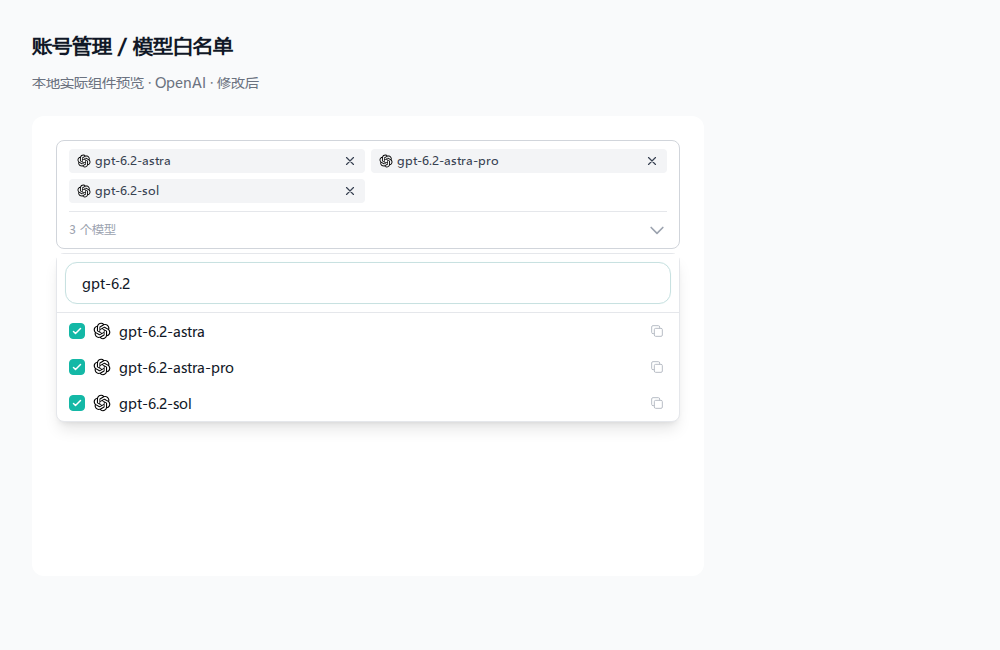 账号管理 / 模型白名单
本地实际组件预览 · OpenAI · 修改后
gpt-6.2-astra
gpt-6.2-astra-pro
gpt-6.2-sol
3 个模型
gpt-6.2
gpt-6.2-astra
gpt-6.2-astra-pro
gpt-6.2-sol